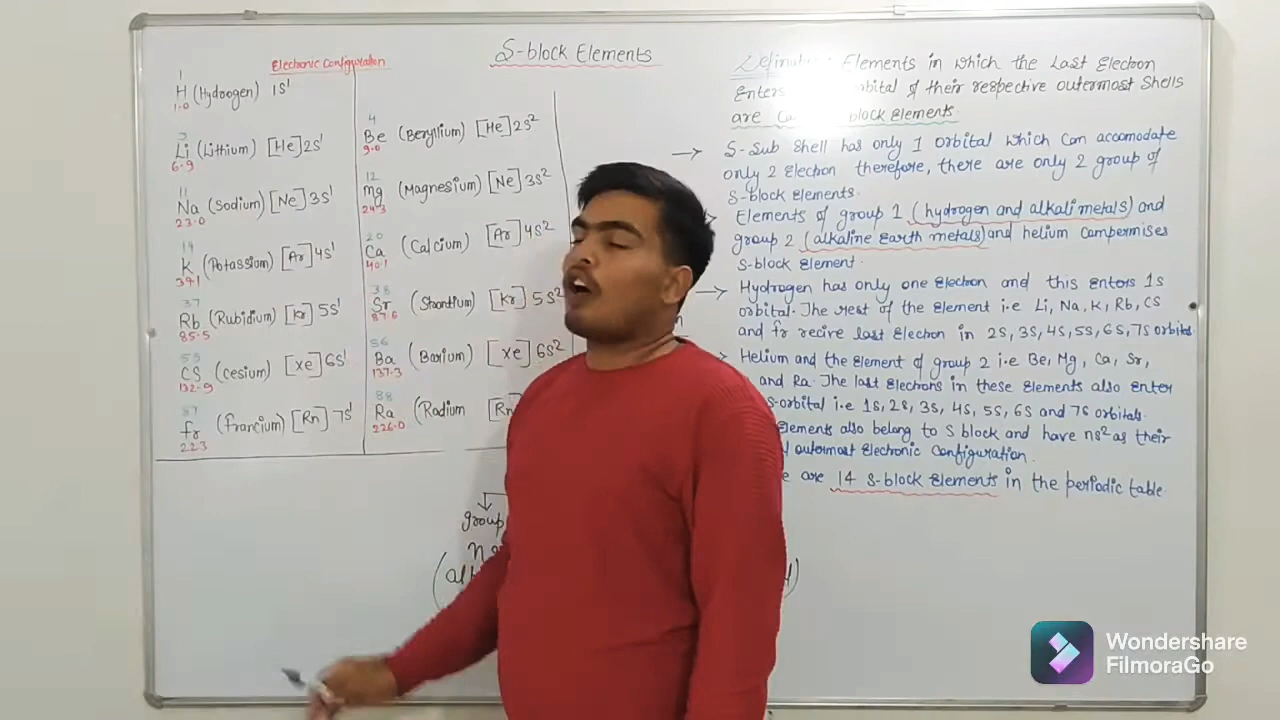 S-block Elements
Electronic Configuration
1
H (Hydrogen) 1S¹
1.0
3
Li (Lithium) [He] 2S¹
6.9
11
Na (Sodium) [Ne] 3S¹
23.0
19
K (Potassium) [Ar] 4S¹
39.1
37
Rb (Rubidium) [Kr] 5S¹
85.5
55
CS (Cesium) [Xe] 6S¹
132.9
87
fr (francium) [Rn] 7S¹
223
4
Be (Beryllium) [He] 2S²
9.0
12
Mg (Magnesium) [Ne] 3S²
24.3
20
Ca (Calcium) [Ar] 4S²
40.1
38
Sr (Strontium) [Kr] 5S²
87.6
56
Ba (Barium) [Xe] 6S²
137.3
88
Ra (Radium [Rn]
226.0
group
Elements in which the Last Electron
Enters of their respective outermost Shells
are block Elements.
→ S-Sub Shell has only 1 orbital which can accomodate
only 2 Electron therefore, there are only 2 group of
S-block Elements.
Elements of group 1 (hydrogen and alkali metals) and
group 2 (alkaline Earth metals) and helium compermises
S-block Element.
→ Hydrogen has only one Electron and this enters 1s
orbital. The rest of the Element i.e Li, Na, K, Rb, CS
and fr recive last Electron in 2S, 3S, 4S, 5S, 6S, 7S orbital
Helium and the Element of group 2 i.e Be, Mg, Ca, Sr,
and Ra. The last Electrons in these Elements also Enter
S-orbital i.e 1S, 2S, 3S, 4S, 5S, 6S and 7S orbitals.
Elements also belong to S block and have ns² as their
outermost Electronic Configuration.
are 14 S-block Elements in the periodic table.
Wondershare
FilmoraGo